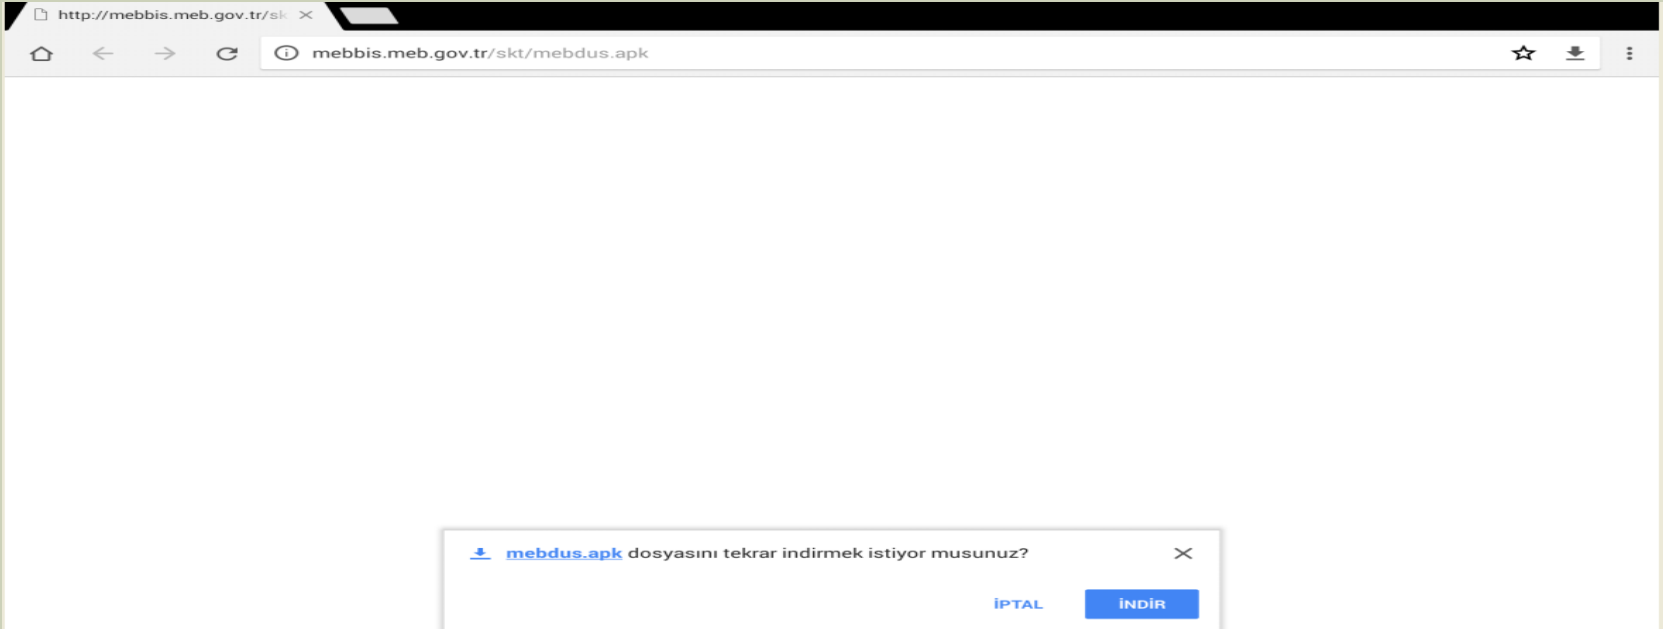 http://mebbis.meb.gov.tr/sk
mebbis.meb.gov.tr/skt/mebdus.apk
mebdus.apk dosyasını tekrar indirmek istiyor musunuz?
İPTAL İNDİR